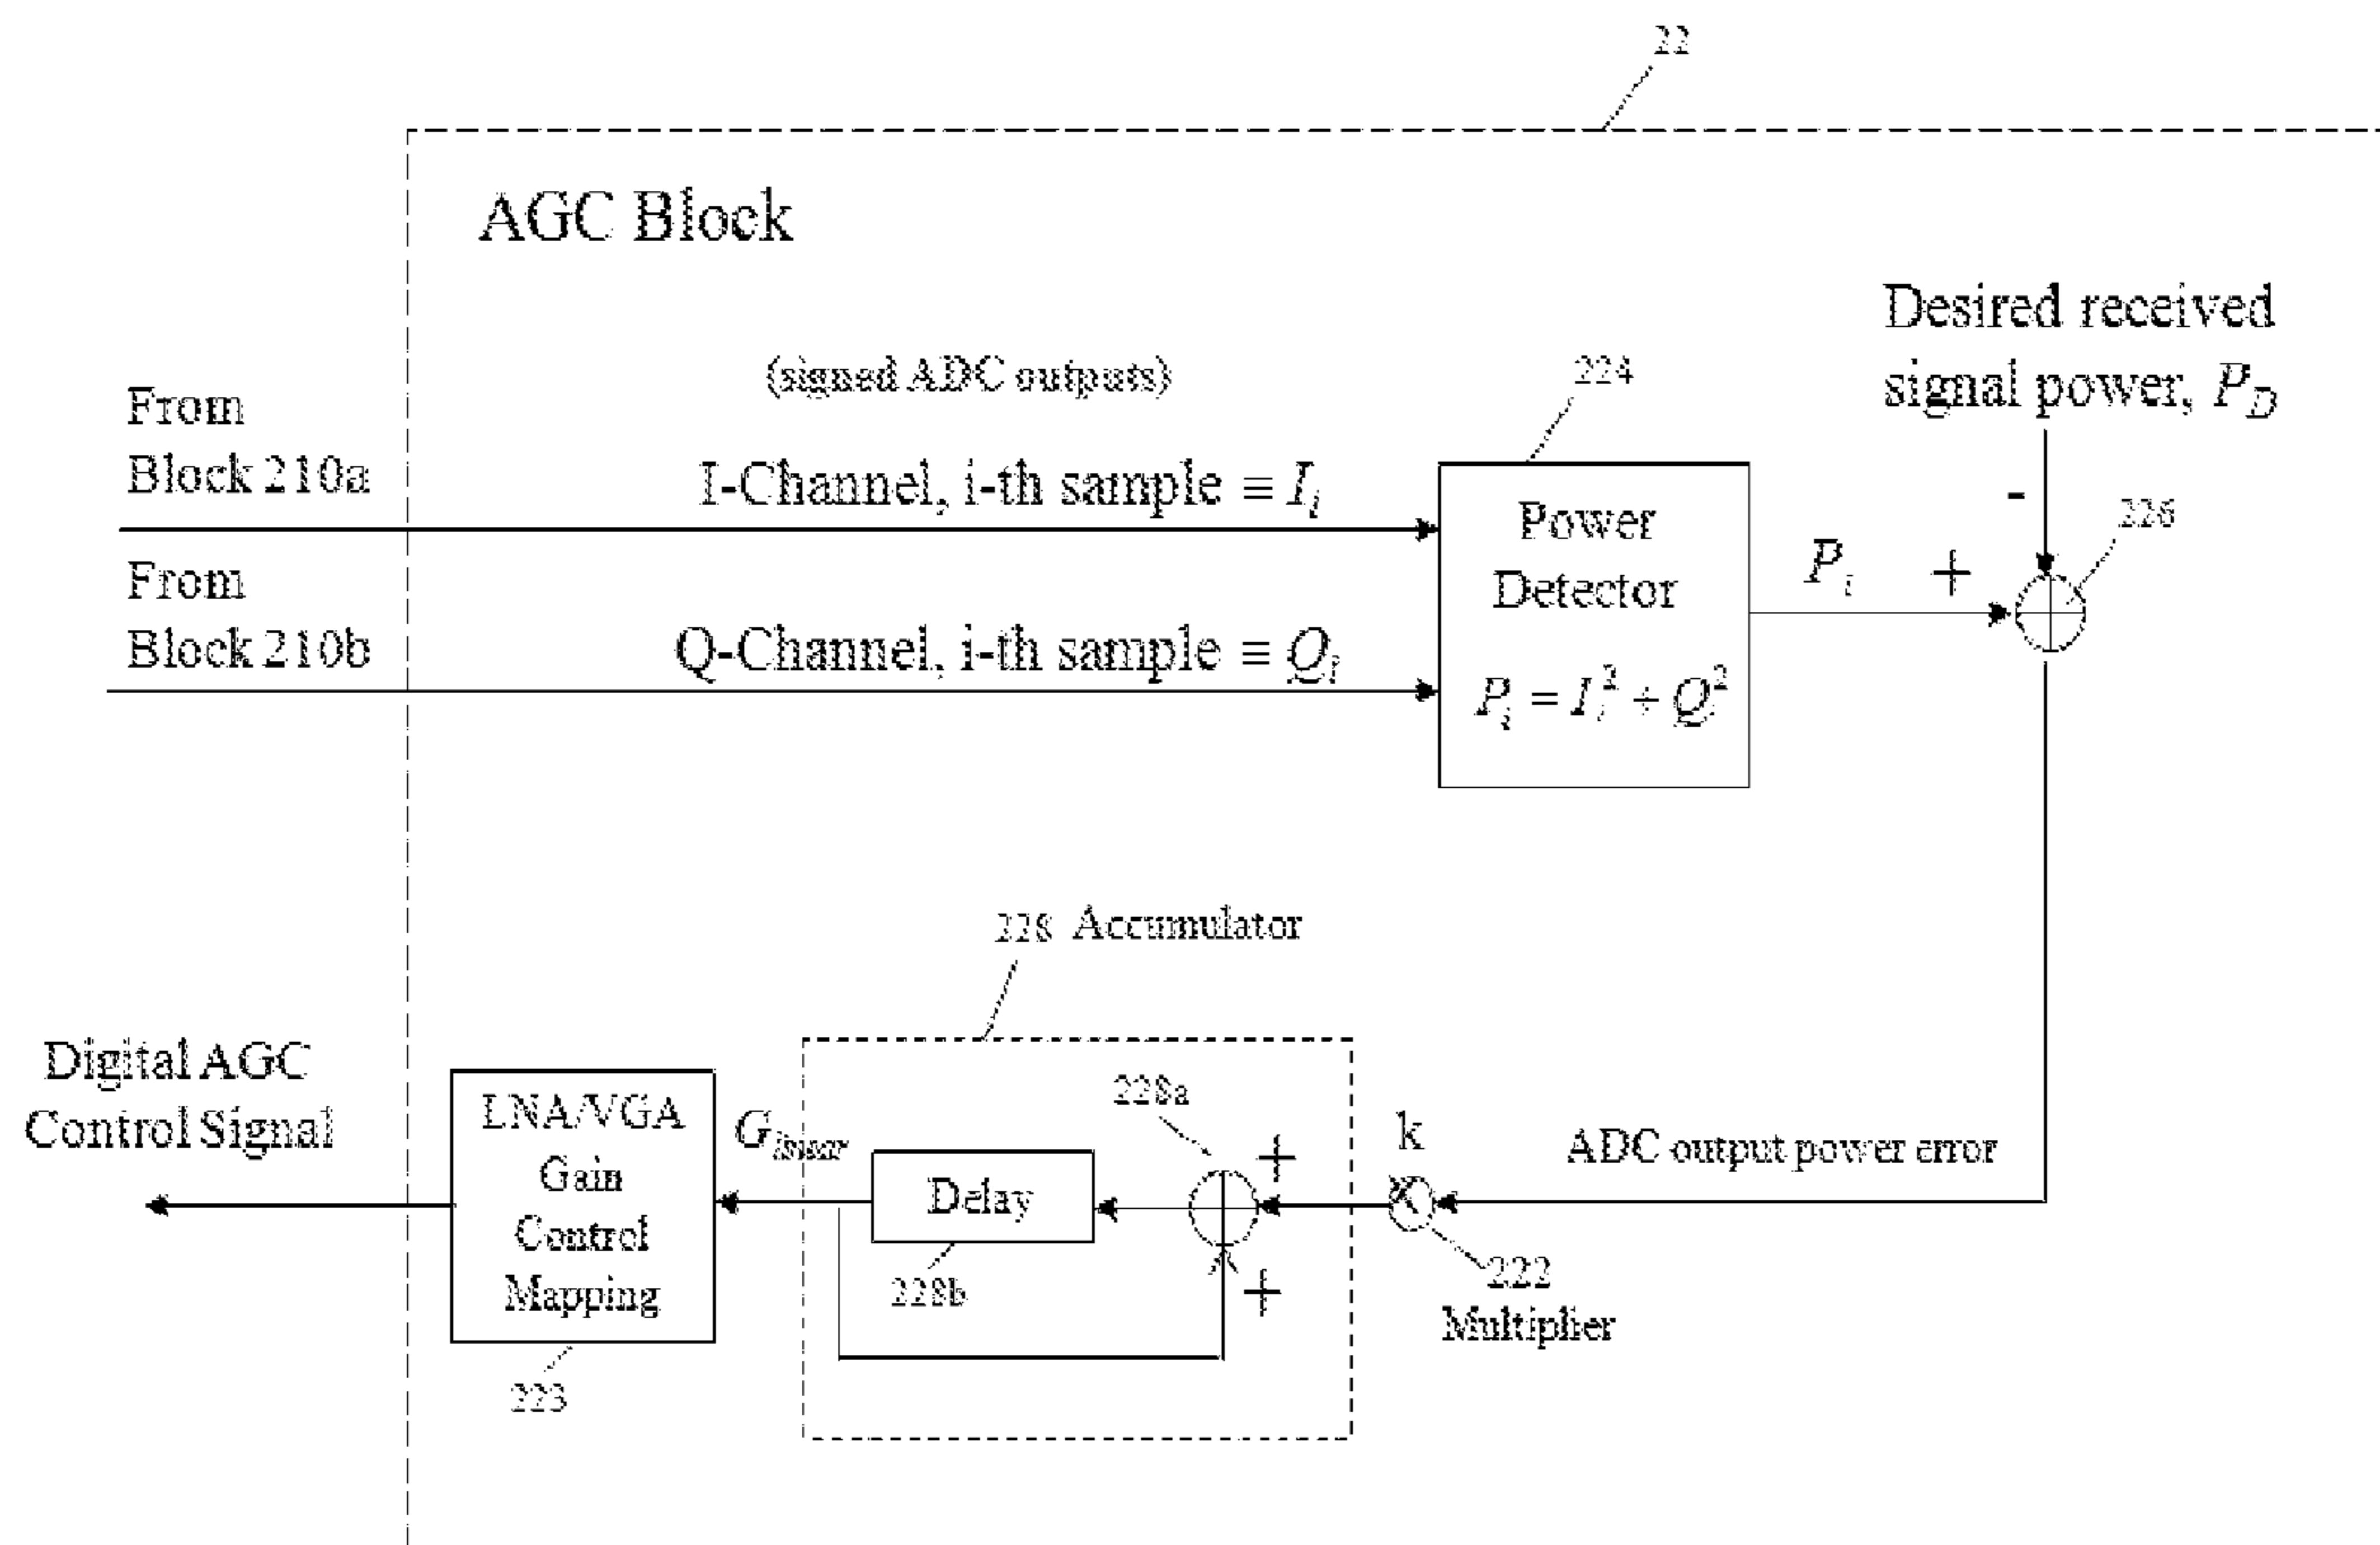 22
AGC Block
Desired received
signal power, P_D
(signed ADC outputs)
224
From
Block 210a
I-Channel, i-th sample ≡ I_i
-
226
Power
Detector
P_i = I_i^2 + Q_i^2
P_i
+
From
Block 210b
Q-Channel, i-th sample ≡ Q_i
228 Accumulator
Digital AGC
Control Signal
LNA/VGA
Gain
Control
Mapping
G_linear
228a
+
k
ADC output power error
Delay
X
228b
+
222
Multiplier
223